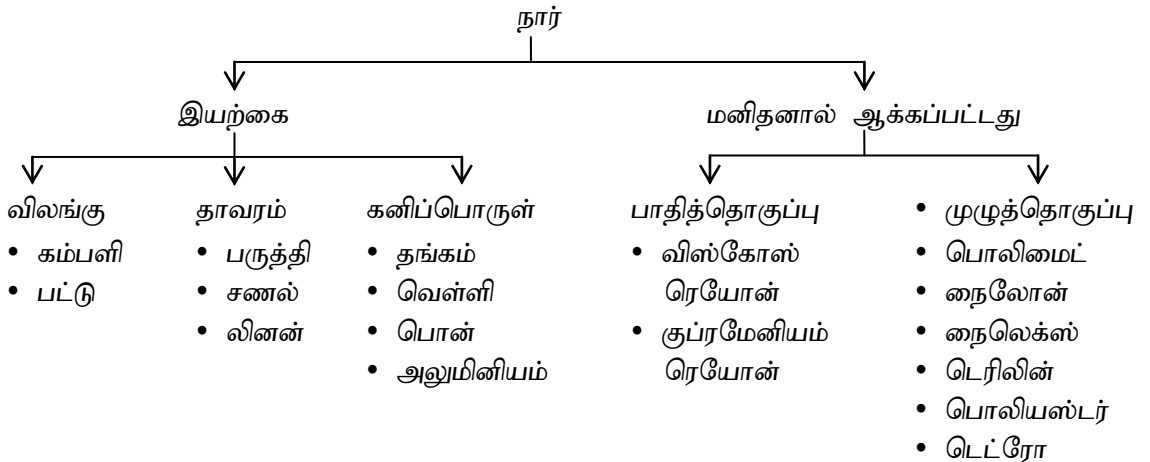 நார்
இயற்கை
மனிதனால் ஆக்கப்பட்டது
விலங்கு
• கம்பளி
• பட்டு
தாவரம்
• பருத்தி
• சணல்
• லினன்
கனிப்பொருள்
• தங்கம்
• வெள்ளி
• பொன்
• அலுமினியம்
பாதித்தொகுப்பு
• விஸ்கோஸ்
ரெயோன்
• குப்ரமேனியம்
ரெயோன்
• முழுத்தொகுப்பு
• பொலிமைட்
• நைலோன்
• நைலெக்ஸ்
• டெரிலின்
• பொலியஸ்டர்
• டெட்ரோ